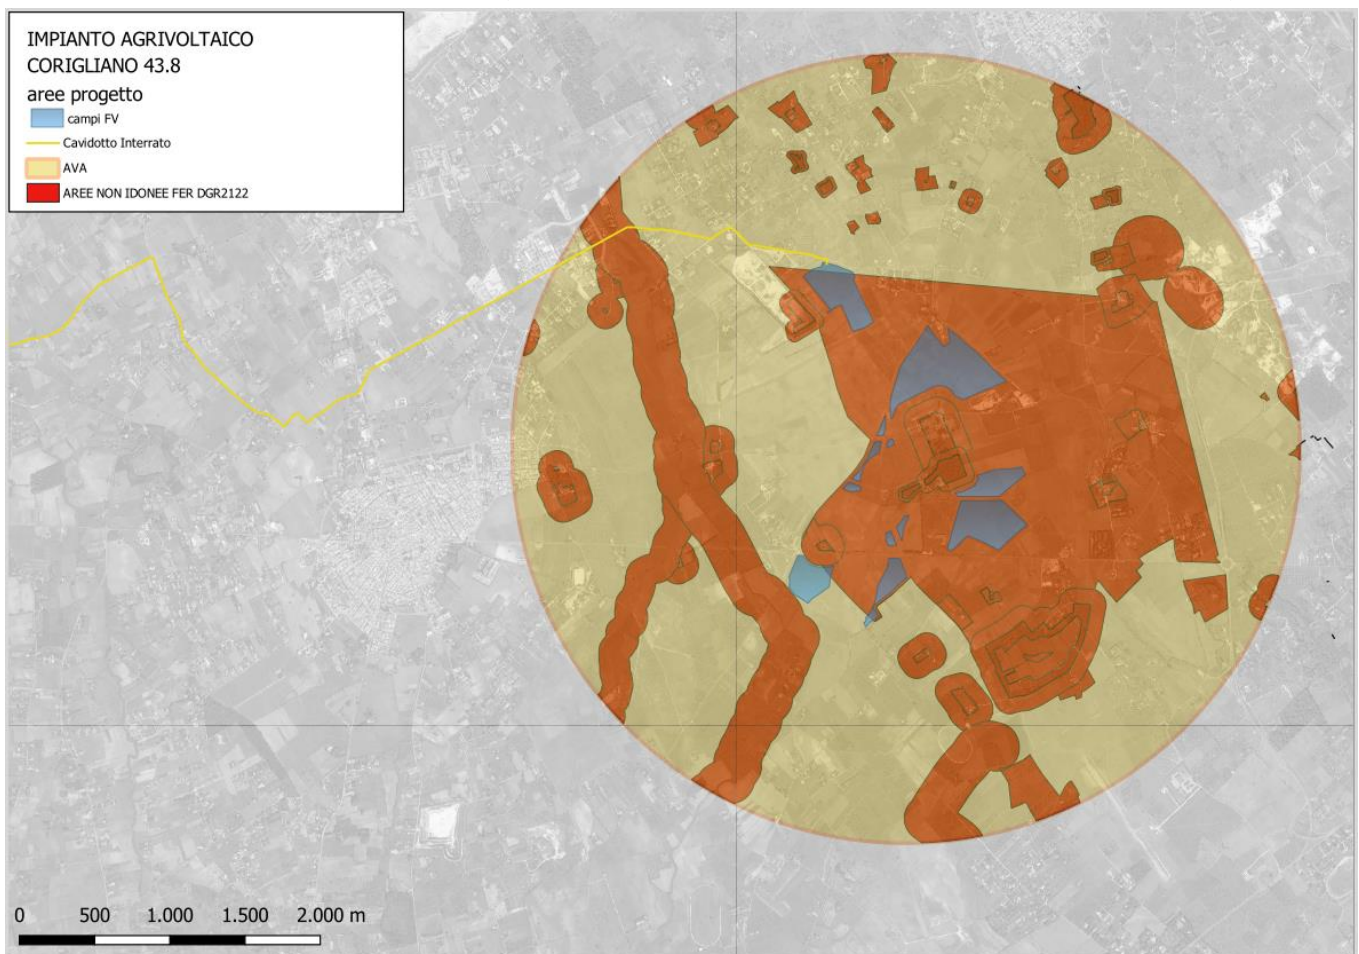 IMPIANTO AGRIVOLTAICO
CORIGLIANO 43.8
aree progetto
campi FV
Cavidotto Interrato
AVA
AREE NON IDONEE FER DGR2122
0 500 1.000 1.500 2.000 m